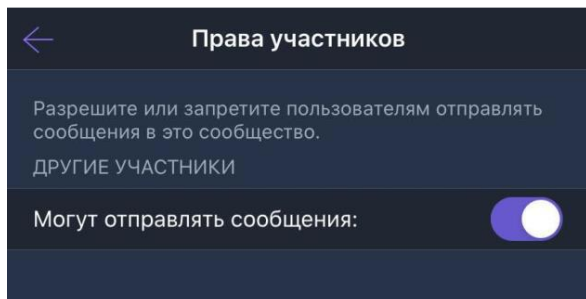 Права участников
Разрешите или запретите пользователям отправлять
сообщения в это сообщество.
ДРУГИЕ УЧАСТНИКИ
Могут отправлять сообщения: